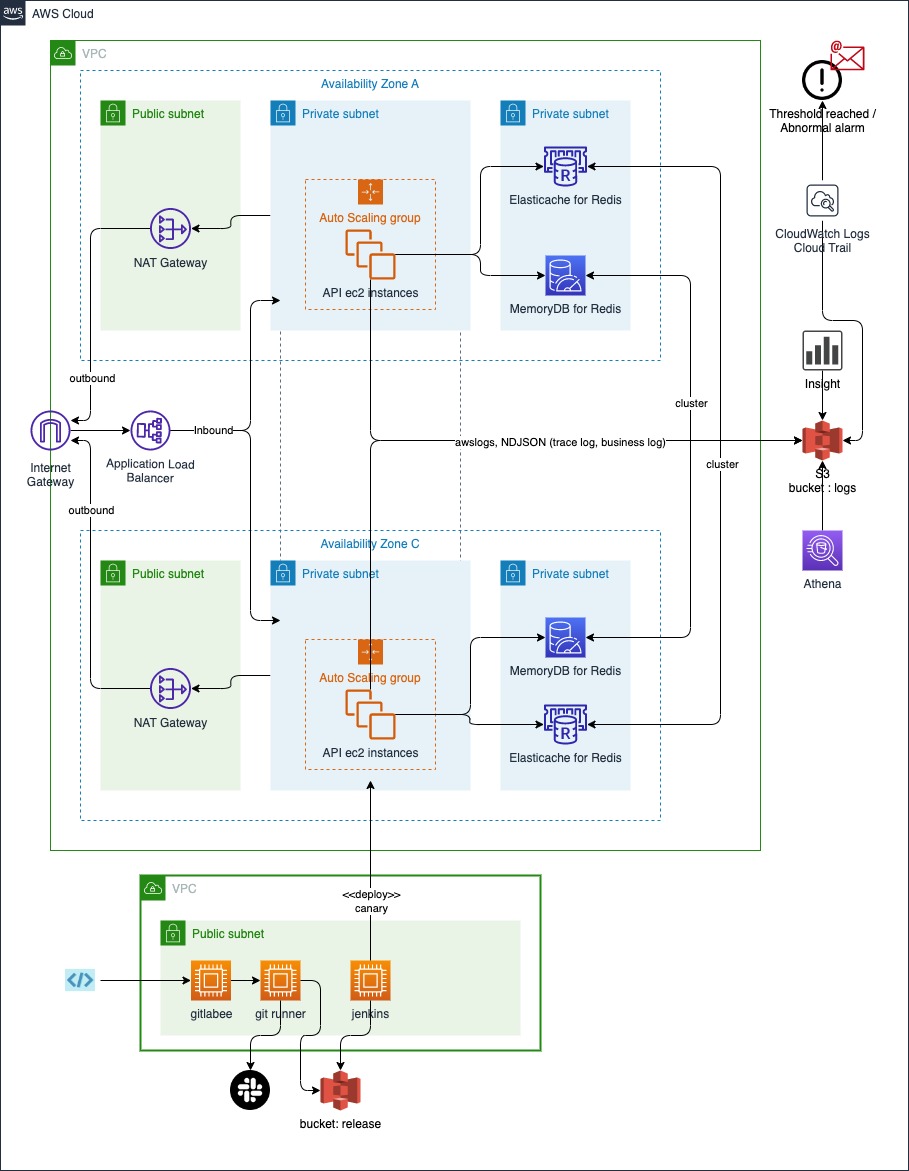 aws
AWS Cloud
VPC
Availability Zone A
Public subnet
Private subnet
Private subnet
@
Threshold reached /
Abnormal alarm
R
Elasticache for Redis
Auto Scaling group
NAT Gateway
API ec2 instances
MemoryDB for Redis
CloudWatch Logs
Cloud Trail
outbound
Insight
cluster
Inbound
awslogs, NDJSON (trace log, business log)
Internet
Gateway
Application Load
Balancer
cluster
S3
bucket : logs
outbound
Availability Zone C
Public subnet
Private subnet
Private subnet
Athena
MemoryDB for Redis
Auto Scaling group
NAT Gateway
API ec2 instances
R
Elasticache for Redis
VPC
<<deploy>>
canary
Public subnet
</>
gitlabee
git runner
jenkins
bucket: release